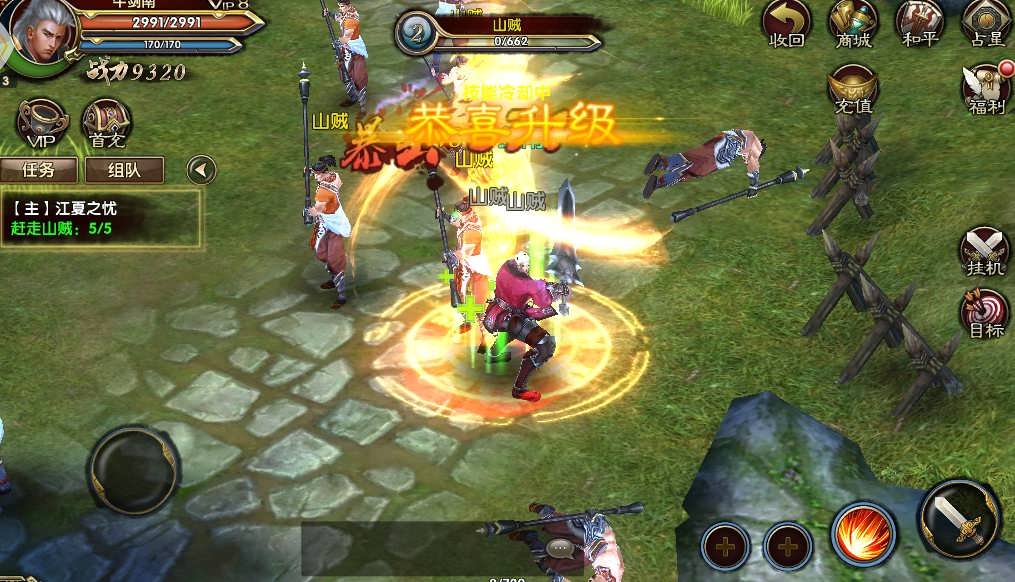 VIP 8
2991/2991
170/170
战力9320
3
VIP
首充
任务
组队
【主】江夏之忧
赶走山贼：5/5
2
山贼
0/662
恭喜升级
山贼
山贼
山贼
山贼
收回
商城
和平
占星
充值
福利
挂机
目标